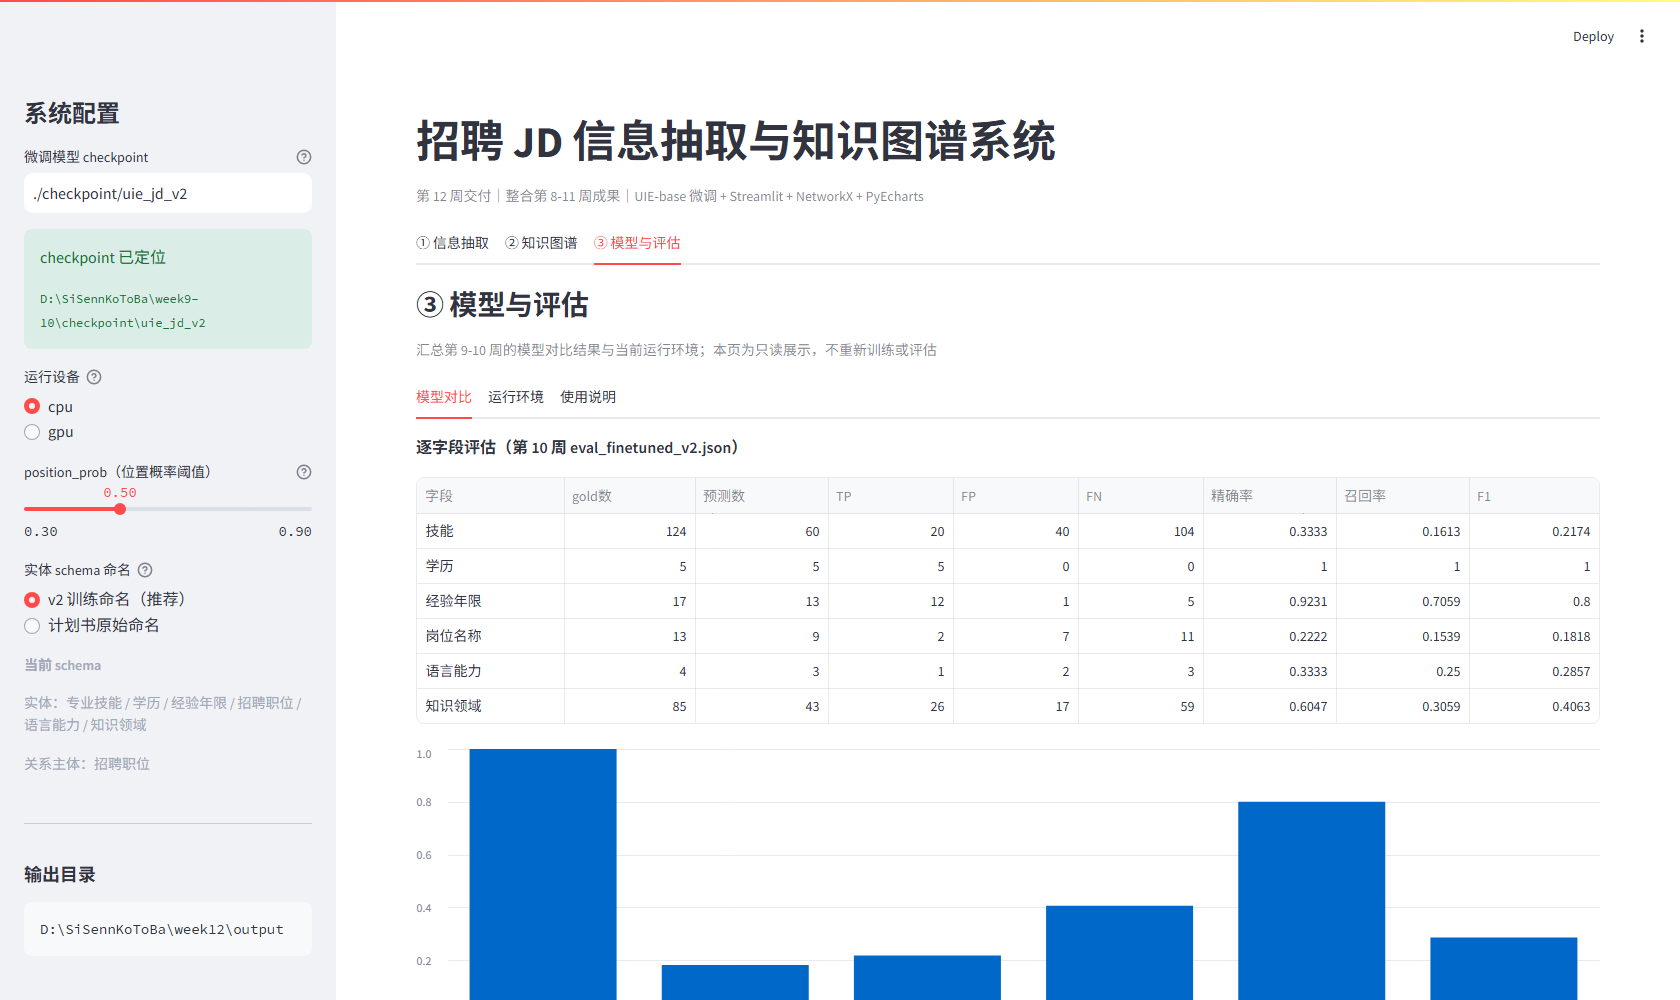 Deploy
系统配置
微调模型 checkpoint
./checkpoint/uie_jd_v2
checkpoint 已定位
D:\SiSennKoToBa\week9-
10\checkpoint\uie_jd_v2
运行设备
cpu
gpu
position_prob（位置概率阈值）
0.50
0.30 0.90
实体 schema 命名
v2 训练命名（推荐）
计划书原始命名
当前 schema
实体：专业技能 / 学历 / 经验年限 / 招聘职位 /
语言能力 / 知识领域
关系主体：招聘职位
输出目录
D:\SiSennKoToBa\week12\output
招聘 JD 信息抽取与知识图谱系统
第 12 周交付｜整合第 8-11 周成果｜UIE-base 微调 + Streamlit + NetworkX + PyEcharts
① 信息抽取 ② 知识图谱 ③ 模型与评估
③ 模型与评估
汇总第 9-10 周的模型对比结果与当前运行环境；本页为只读展示，不重新训练或评估
模型对比 运行环境 使用说明
逐字段评估（第 10 周 eval_finetuned_v2.json）
字段 gold数 预测数 TP FP FN 精确率 召回率 F1
技能 124 60 20 40 104 0.3333 0.1613 0.2174
学历 5 5 5 0 0 1 1 1
经验年限 17 13 12 1 5 0.9231 0.7059 0.8
岗位名称 13 9 2 7 11 0.2222 0.1539 0.1818
语言能力 4 3 1 2 3 0.3333 0.25 0.2857
知识领域 85 43 26 17 59 0.6047 0.3059 0.4063
1.0
0.8
0.6
0.4
0.2